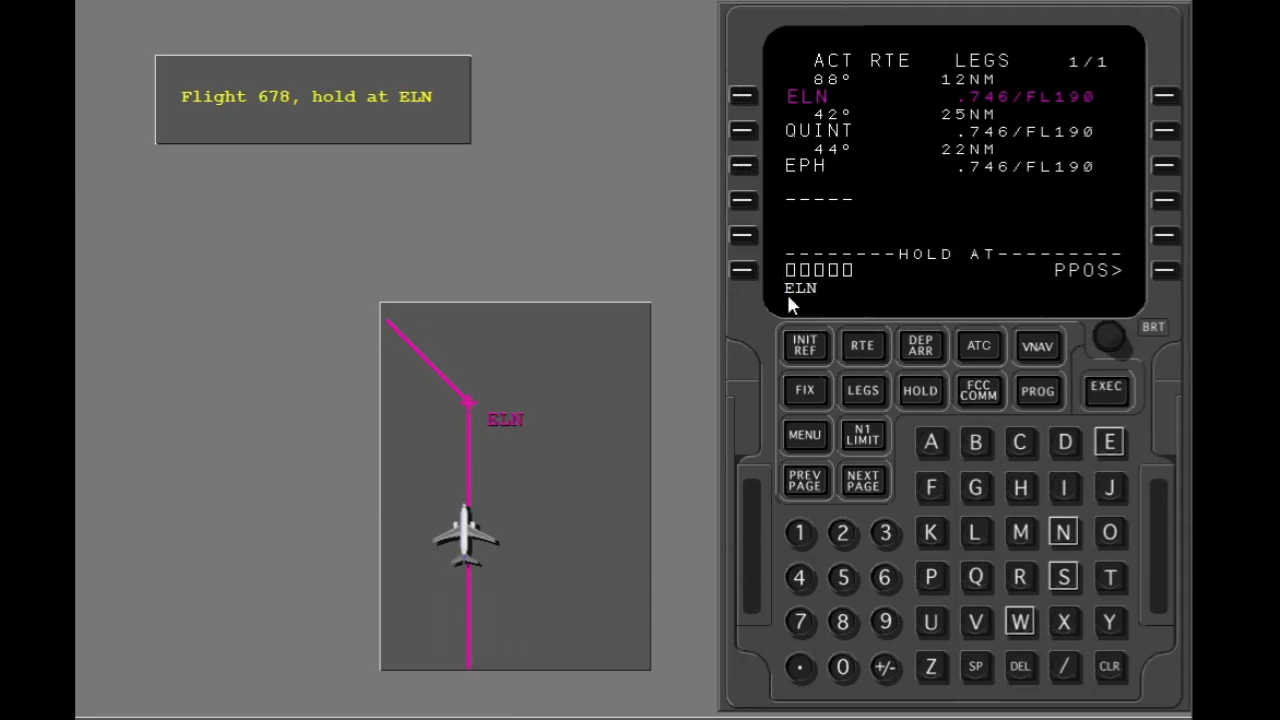 Flight 678, hold at ELN
ACT RTE LEGS 1/1
88° 12NM
ELN .746/FL190
42° 25NM
QUINT .746/FL190
44° 22NM
EPH .746/FL190
-----
--------HOLD AT---------
▯▯▯▯▯ PPOS>
ELN
ELN
BRT
INIT REF RTE DEP ARR ATC VNAV
FIX LEGS HOLD FCC COMM PROG EXEC
MENU N1 LIMIT
PREV PAGE NEXT PAGE
A B C D E
F G H I J
1 2 3 K L M N O
4 5 6 P Q R S T
7 8 9 U V W X Y
. 0 +/- Z SP DEL / CLR